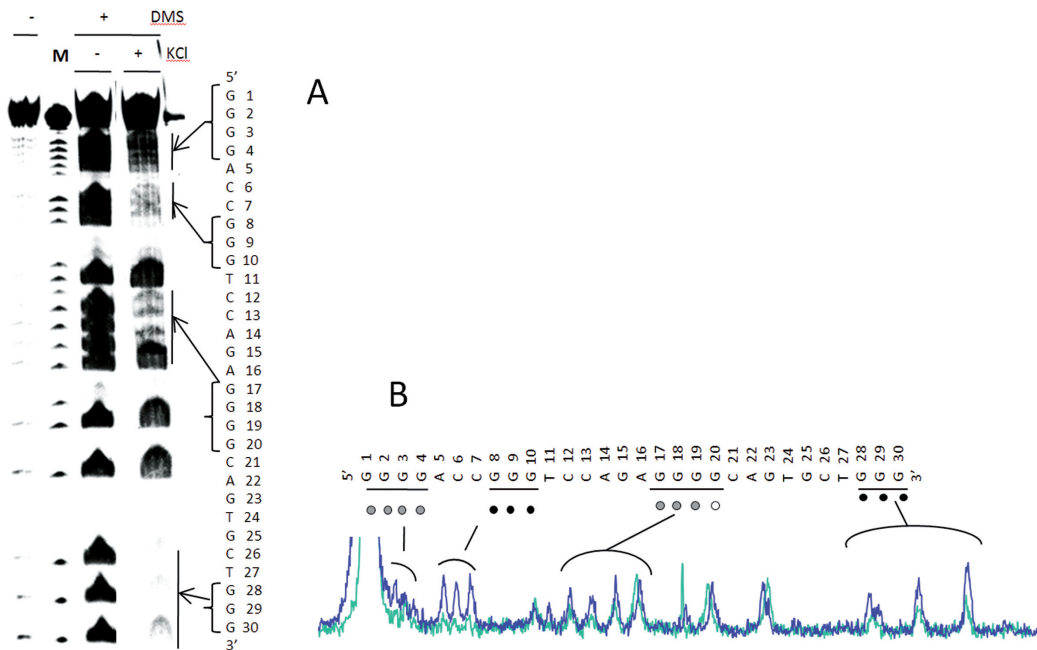 - + DMS
M - + KCl
5’
G 1
G 2
G 3
G 4
A 5
C 6
C 7
G 8
G 9
G 10
T 11
C 12
C 13
A 14
G 15
A 16
G 17
G 18
G 19
G 20
C 21
A 22
G 23
T 24
G 25
C 26
T 27
G 28
G 29
G 30
3’
A
B
5’ G 1 G 2 G 3 G 4 A 5 C 6 C 7 G 8 G 9 G 10 T 11 C 12 C 13 A 14 G 15 A 16 G 17 G 18 G 19 G 20 C 21 A 22 G 23 T 24 G 25 C 26 T 27 G 28 G 29 G 30 3’